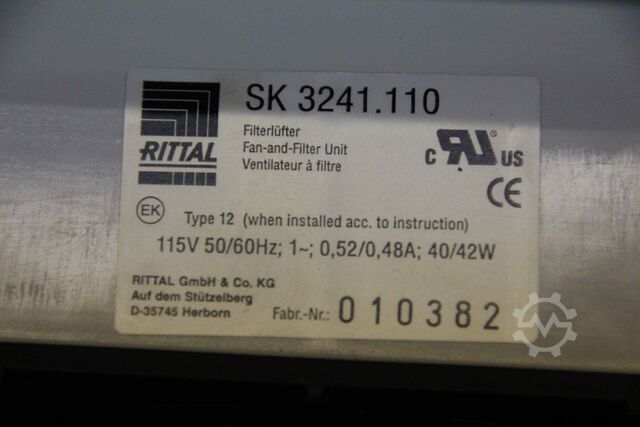 SK 3241.110
RITTAL
Filterlüfter
Fan-and-Filter Unit
Ventilateur à filtre
c RU US
CE
EK
Type 12 (when installed acc. to instruction)
115V 50/60Hz; 1~; 0,52/0,48A; 40/42W
RITTAL GmbH & Co. KG
Auf dem Stützelberg
D-35745 Herborn
Fabr.-Nr.: 010382